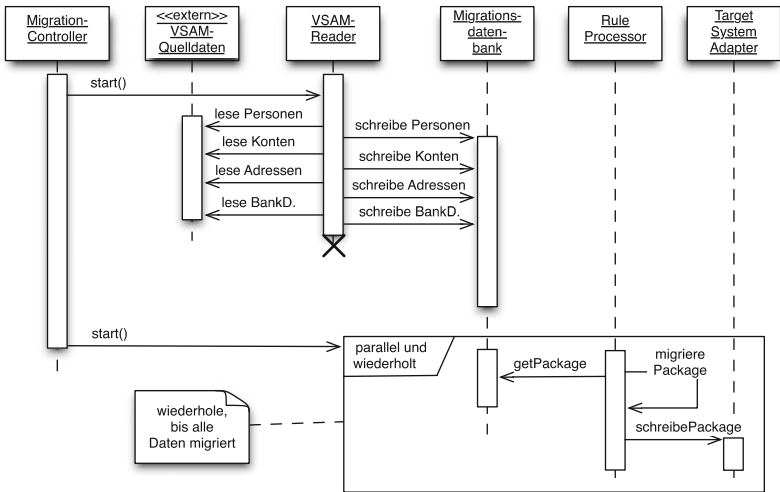 Migration-
Controller
<<extern>>
VSAM-
Quelldaten
VSAM-
Reader
Migrations-
daten-
bank
Rule
Processor
Target
System
Adapter
start()
lese Personen
schreibe Personen
lese Konten
schreibe Konten
lese Adressen
schreibe Adressen
lese BankD.
schreibe BankD.
start()
parallel und
wiederholt
getPackage
migriere
Package
schreibePackage
wiederhole,
bis alle
Daten migriert